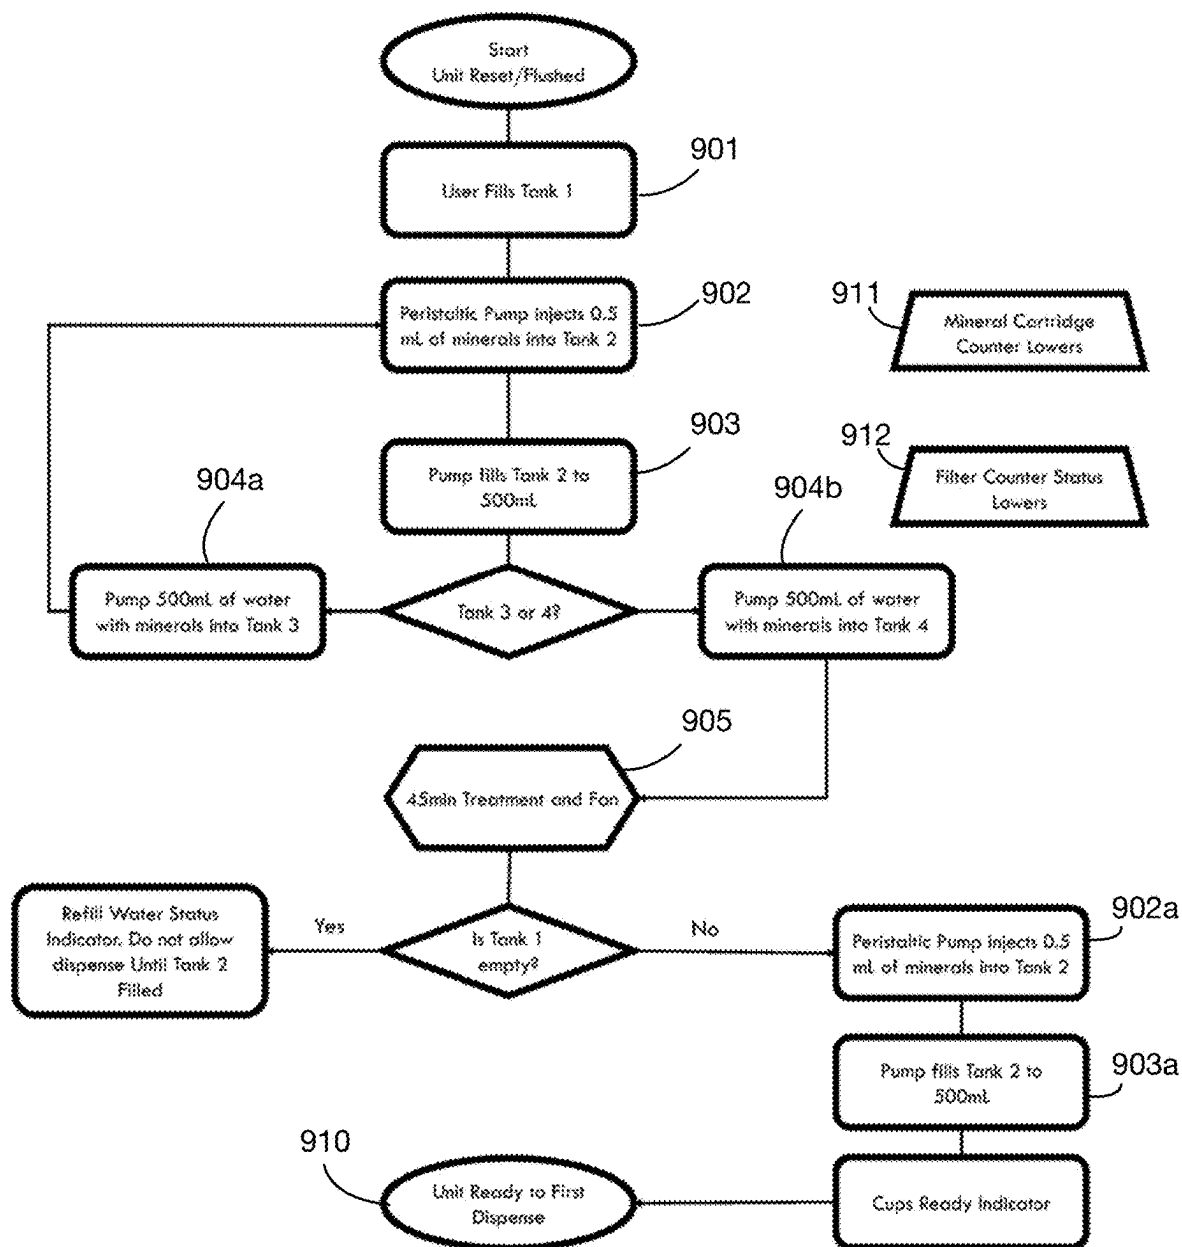 Start
Unit Reset/Flushed
901
User Fills Tank 1
902
Peristaltic Pump injects 0.5
mL of minerals into Tank 2
911
Mineral Cartridge
Counter Lowers
903
Pump fills Tank 2 to
500mL
912
Filter Counter Status
Lowers
904a
Pump 500mL of water
with minerals into Tank 3
Tank 3 or 4?
904b
Pump 500mL of water
with minerals into Tank 4
905
45min Treatment and Fan
Refill Water Status
Indicator. Do not allow
dispense Until Tank 2
Filled
Yes
Is Tank 1
empty?
No
902a
Peristaltic Pump injects 0.5
mL of minerals into Tank 2
903a
Pump fills Tank 2 to
500mL
910
Unit Ready to First
Dispense
Cups Ready Indicator